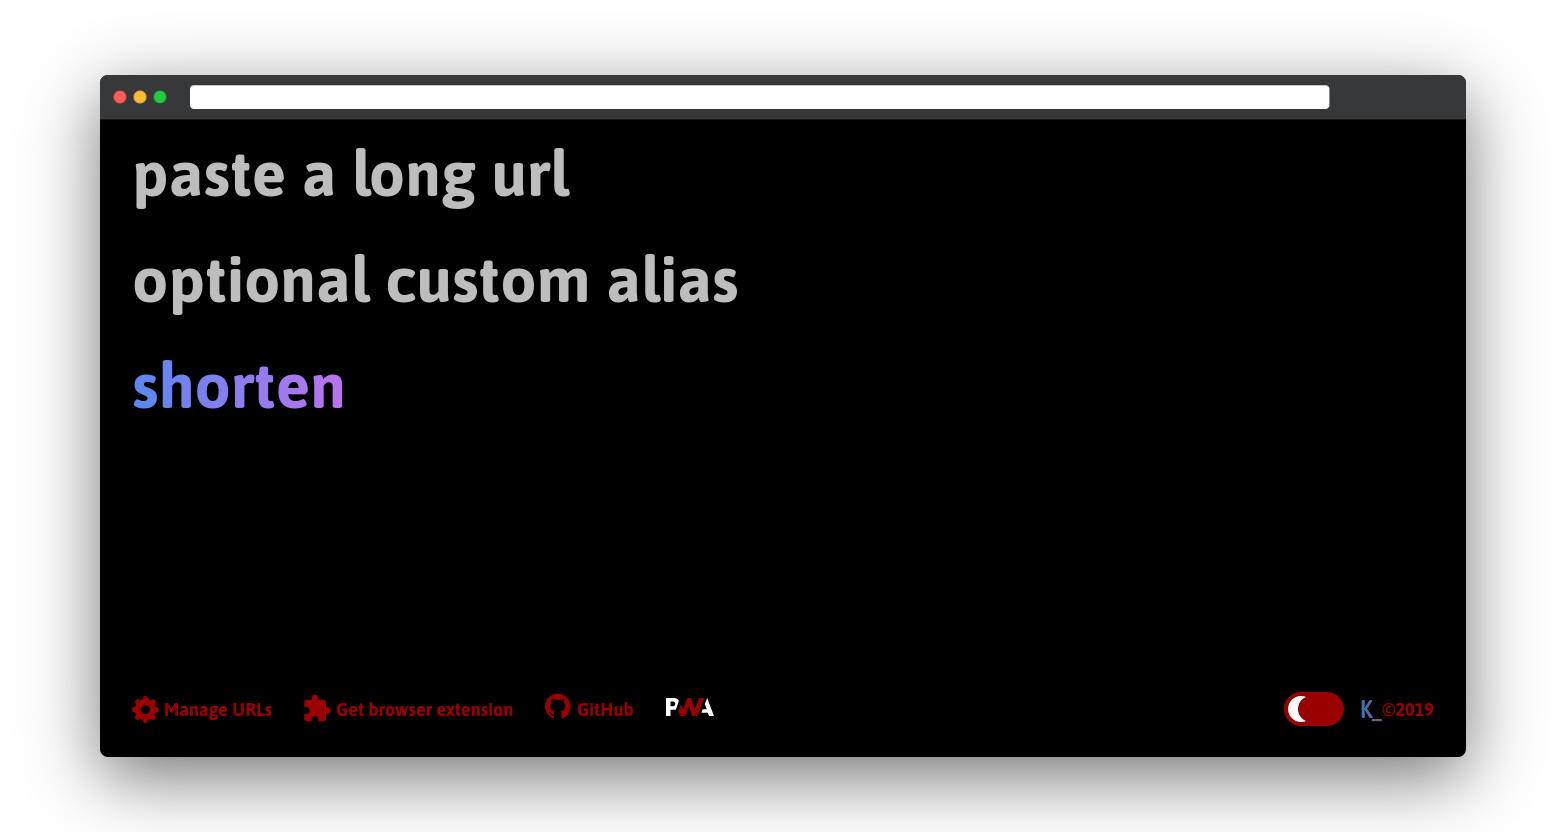 paste a long url
optional custom alias
shorten
Manage URLs Get browser extension GitHub PWA K_©2019